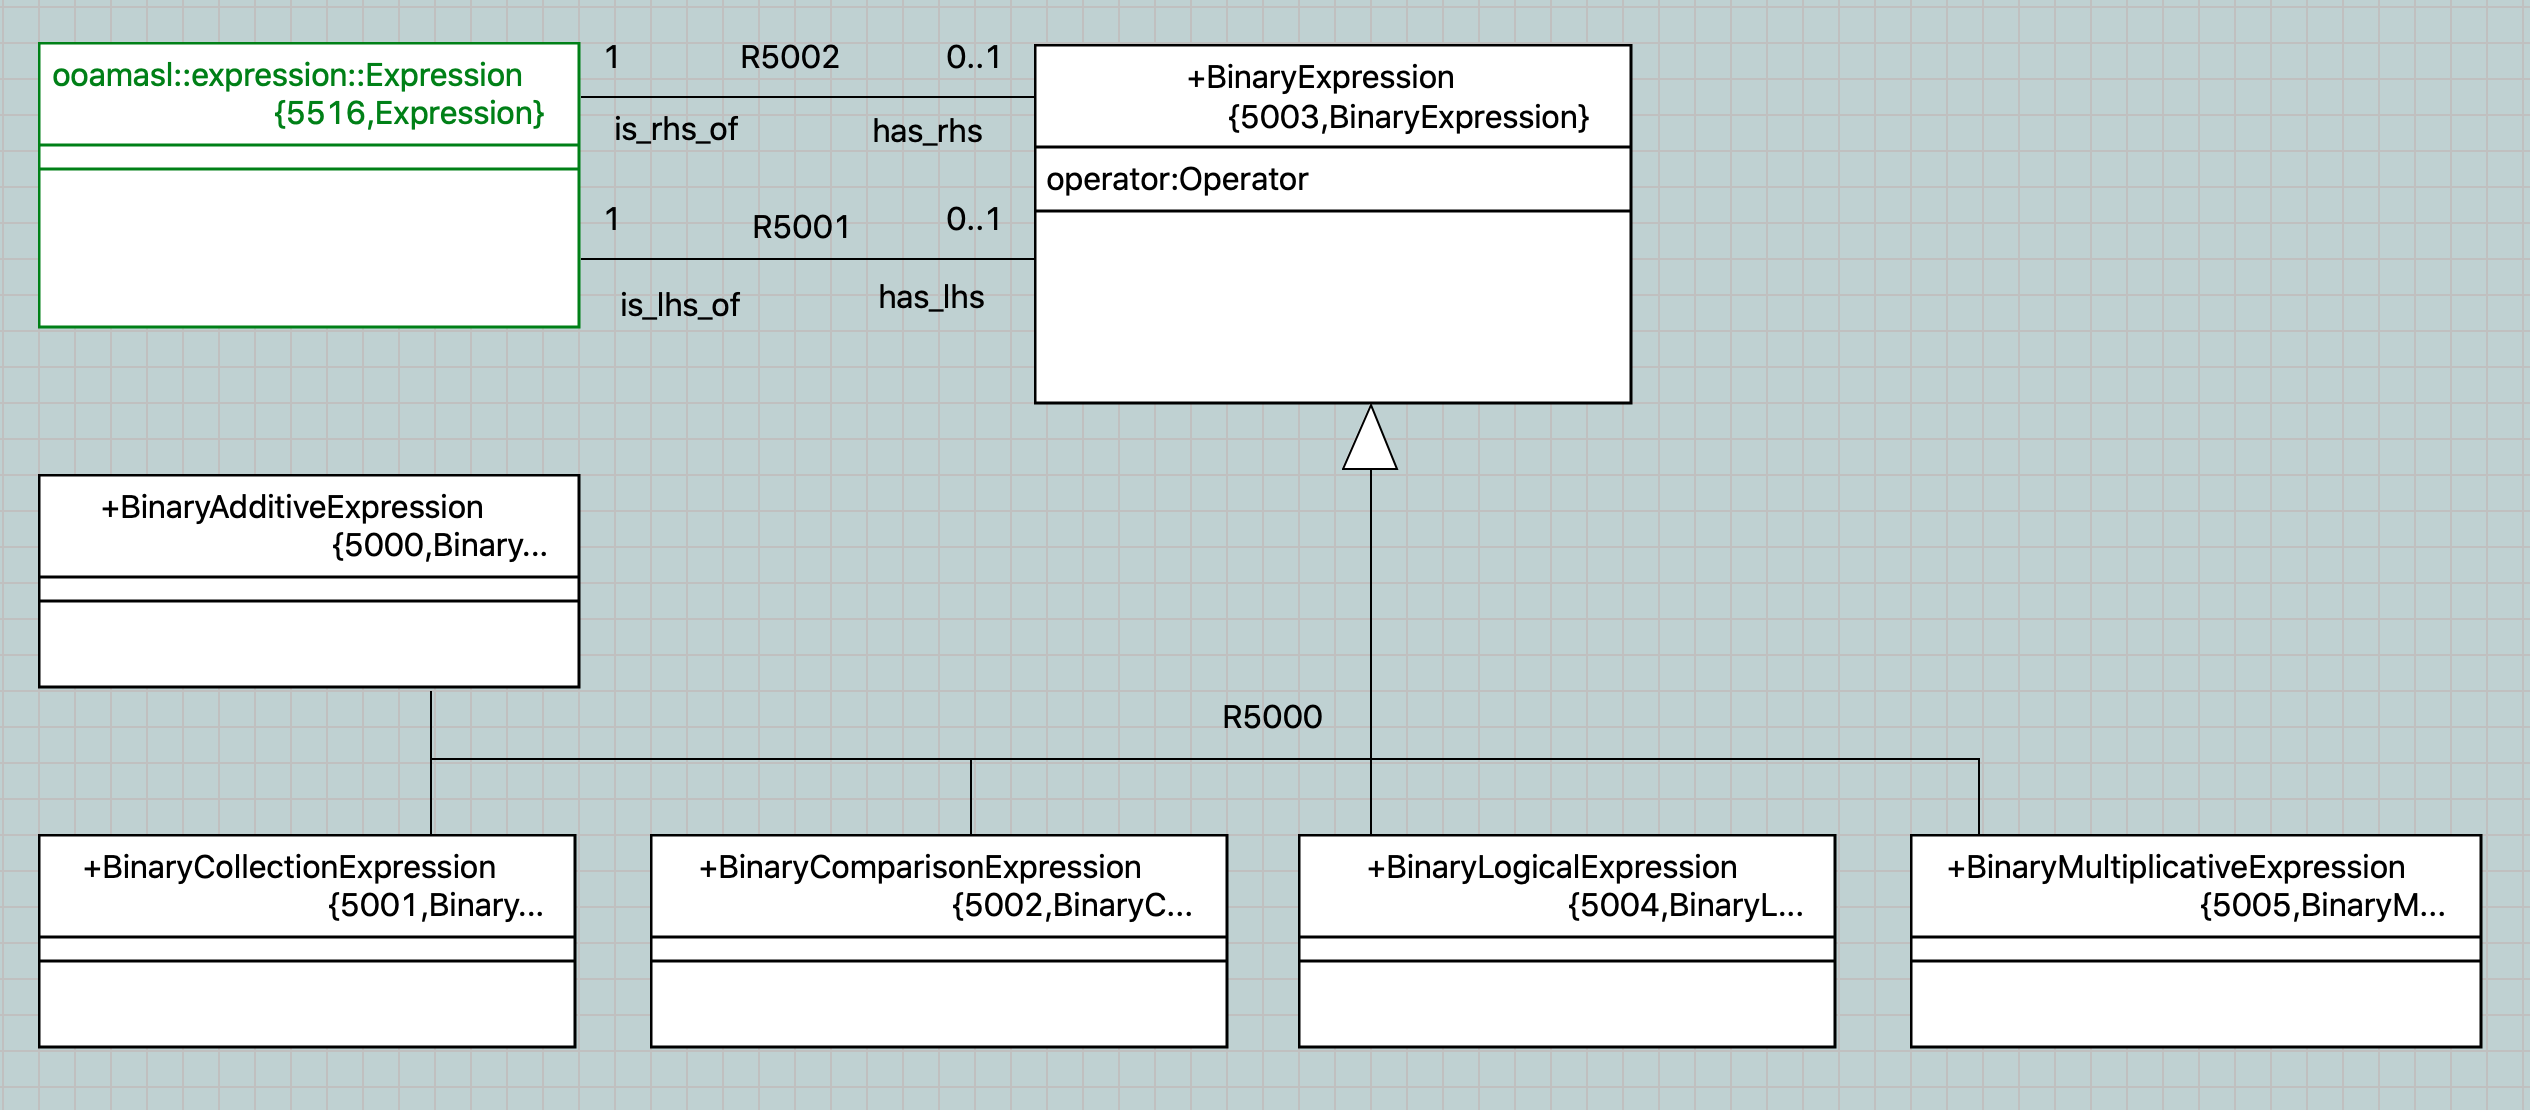 ooamasl::expression::Expression
{5516,Expression}
1 R5002 0..1
is_rhs_of has_rhs
1 R5001 0..1
is_lhs_of has_lhs
+BinaryExpression
{5003,BinaryExpression}
operator:Operator
+BinaryAdditiveExpression
{5000,Binary...
R5000
+BinaryCollectionExpression
{5001,Binary...
+BinaryComparisonExpression
{5002,BinaryC...
+BinaryLogicalExpression
{5004,BinaryL...
+BinaryMultiplicativeExpression
{5005,BinaryM...